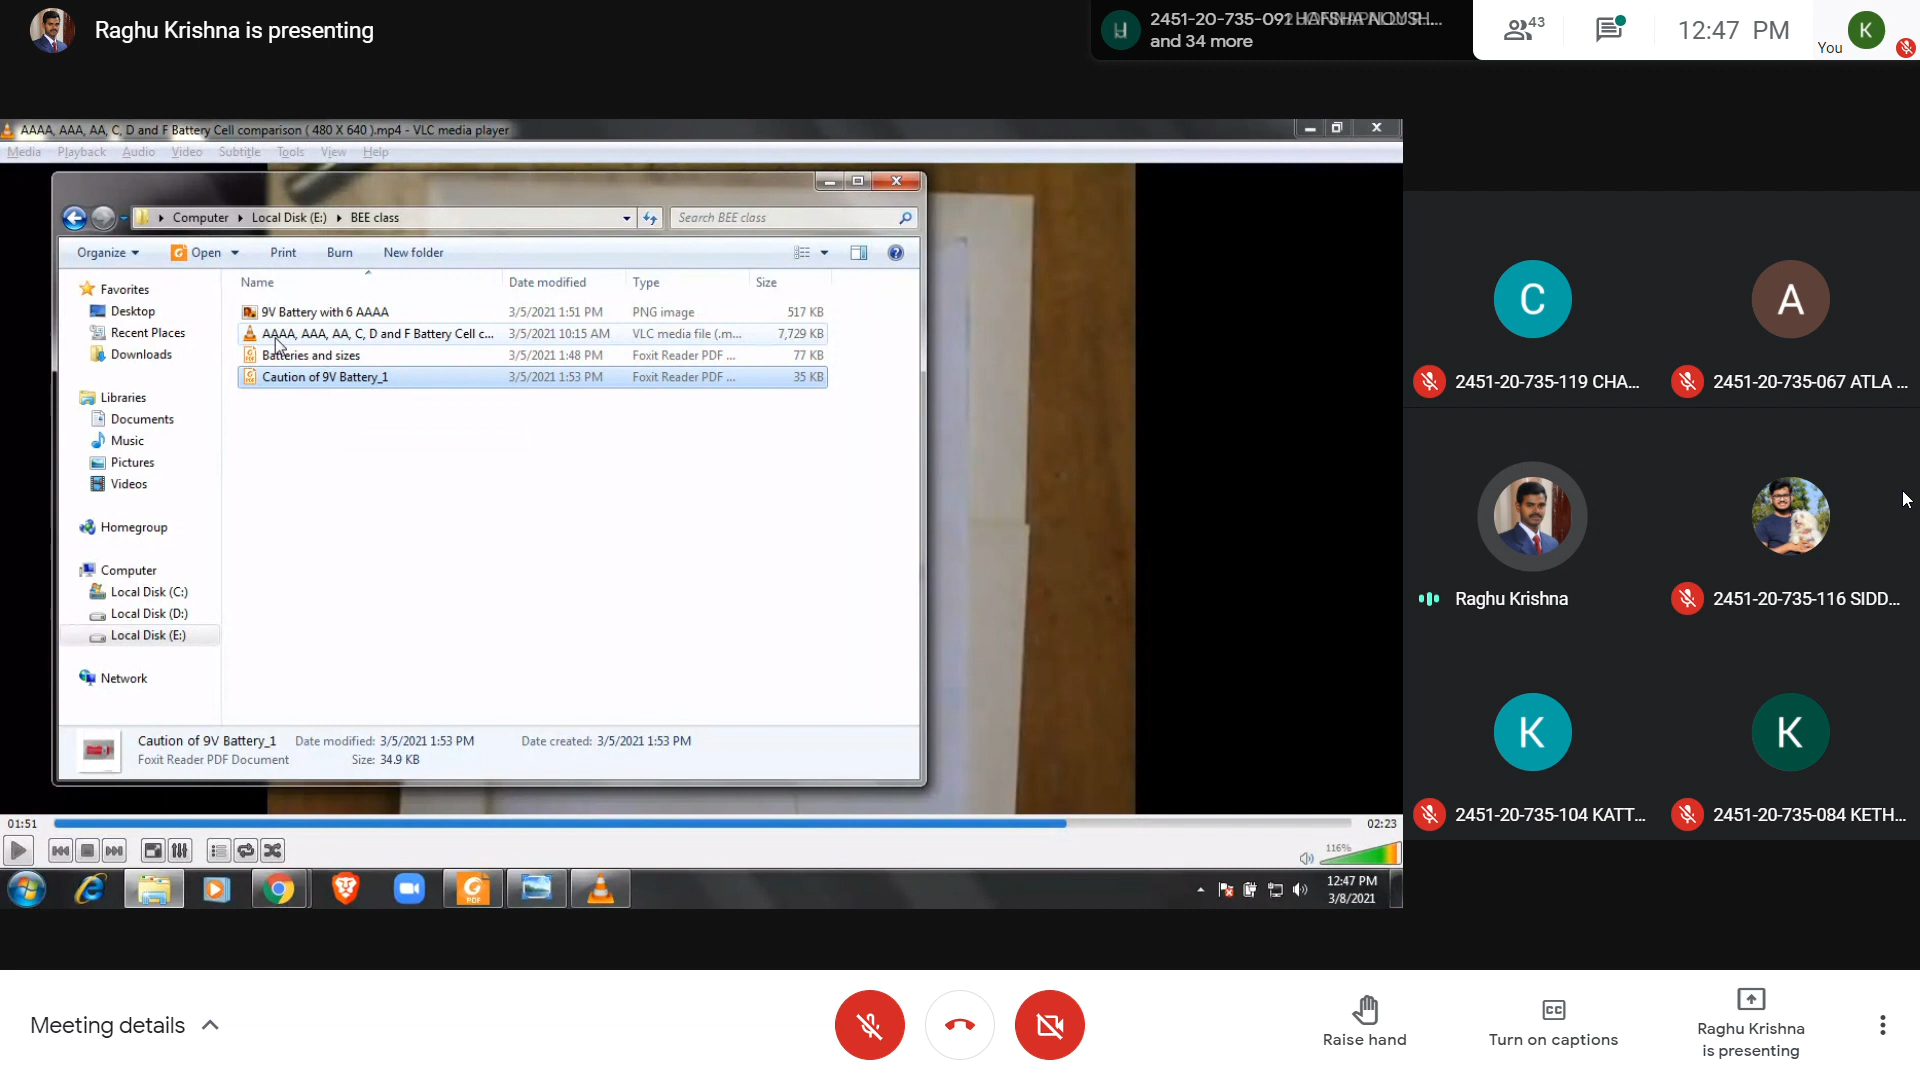 Raghu Krishna is presenting
2451-20-735-091
and 34 more
43
12:47 PM
You
K
AAAA, AAA, AA, C, D and F Battery Cell comparison ( 480 X 640 ).mp4 - VLC media player
Media Playback Audio Video Subtitle Tools View Help
Computer Local Disk (E:) BEE class
Search BEE class
Organize Open Print Burn New folder
Name Date modified Type Size
9V Battery with 6 AAAA 3/5/2021 1:51 PM PNG image 517 KB
AAAA, AAA, AA, C, D and F Battery Cell c... 3/5/2021 10:15 AM VLC media file (.m... 7,729 KB
Batteries and sizes 3/5/2021 1:48 PM Foxit Reader PDF ... 77 KB
Caution of 9V Battery_1 3/5/2021 1:53 PM Foxit Reader PDF ... 35 KB
Favorites
Desktop
Recent Places
Downloads
Libraries
Documents
Music
Pictures
Videos
Homegroup
Computer
Local Disk (C:)
Local Disk (D:)
Local Disk (E:)
Network
Caution of 9V Battery_1 Date modified: 3/5/2021 1:53 PM Date created: 3/5/2021 1:53 PM
Foxit Reader PDF Document Size: 34.9 KB
01:51
02:23
116%
PDF
12:47 PM
3/8/2021
C
A
2451-20-735-119 CHA...
2451-20-735-067 ATLA ...
Raghu Krishna
2451-20-735-116 SIDD...
K
K
2451-20-735-104 KATT...
2451-20-735-084 KETH...
Meeting details
Raise hand
CC
Turn on captions
Raghu Krishna
is presenting